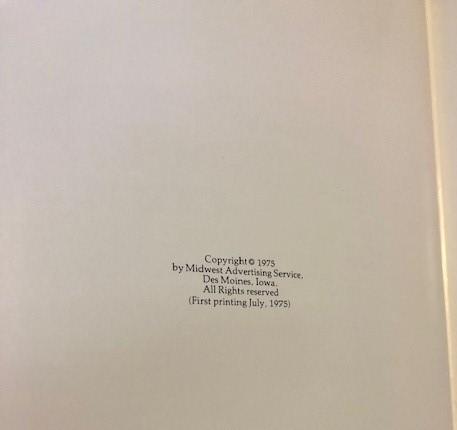 Copyright © 1975
by Midwest Advertising Service,
Des Moines, Iowa.
All Rights reserved
(First printing July, 1975)